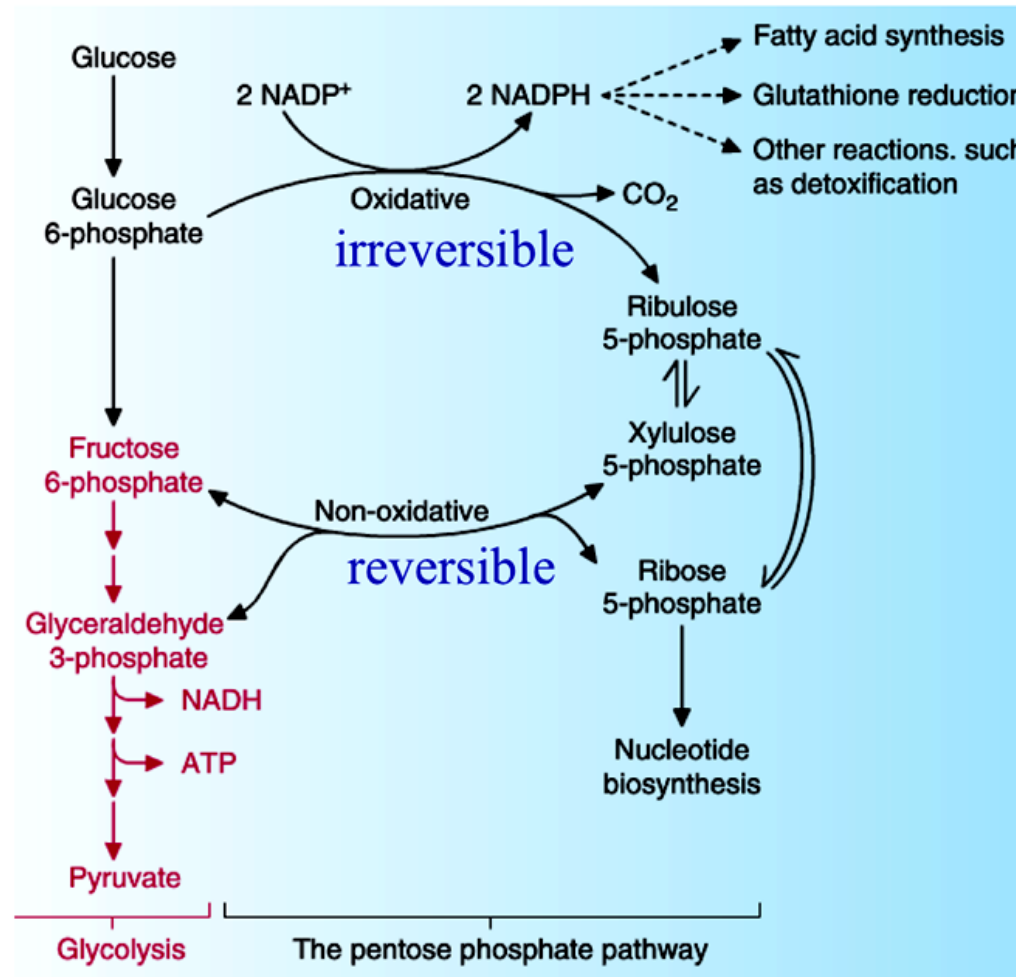 Glucose
2 NADP+
2 NADPH
Fatty acid synthesis
Glutathione reduction
Other reactions. such
as detoxification
Glucose
6-phosphate
Oxidative
CO2
irreversible
Ribulose
5-phosphate
Xylulose
5-phosphate
Fructose
6-phosphate
Non-oxidative
reversible
Ribose
5-phosphate
Glyceraldehyde
3-phosphate
NADH
ATP
Nucleotide
biosynthesis
Pyruvate
Glycolysis
The pentose phosphate pathway